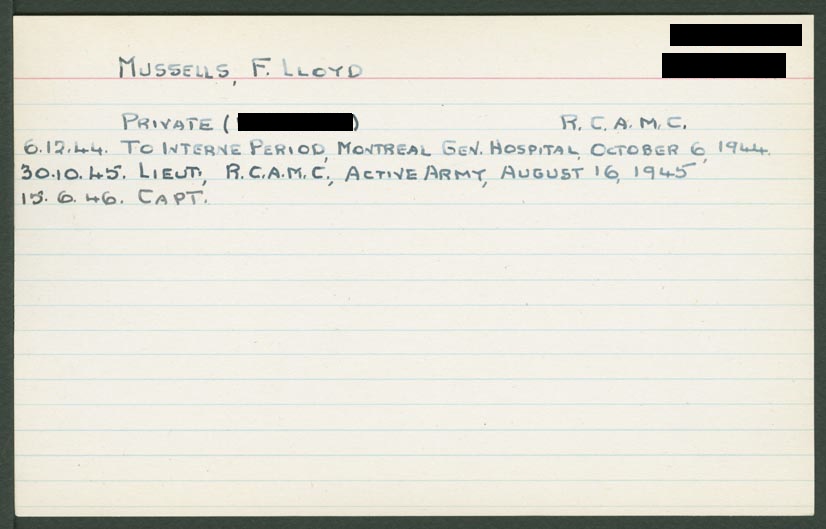 MUSSELLS, F. LLOYD
PRIVATE ( ) R. C. A. M. C.
6.12.44. TO INTERNE PERIOD, MONTREAL GEN. HOSPITAL, OCTOBER 6, 1944.
30.10.45. LIEUT, R.C.A.M.C., ACTIVE ARMY, AUGUST 16, 1945
15.6.46. CAPT.